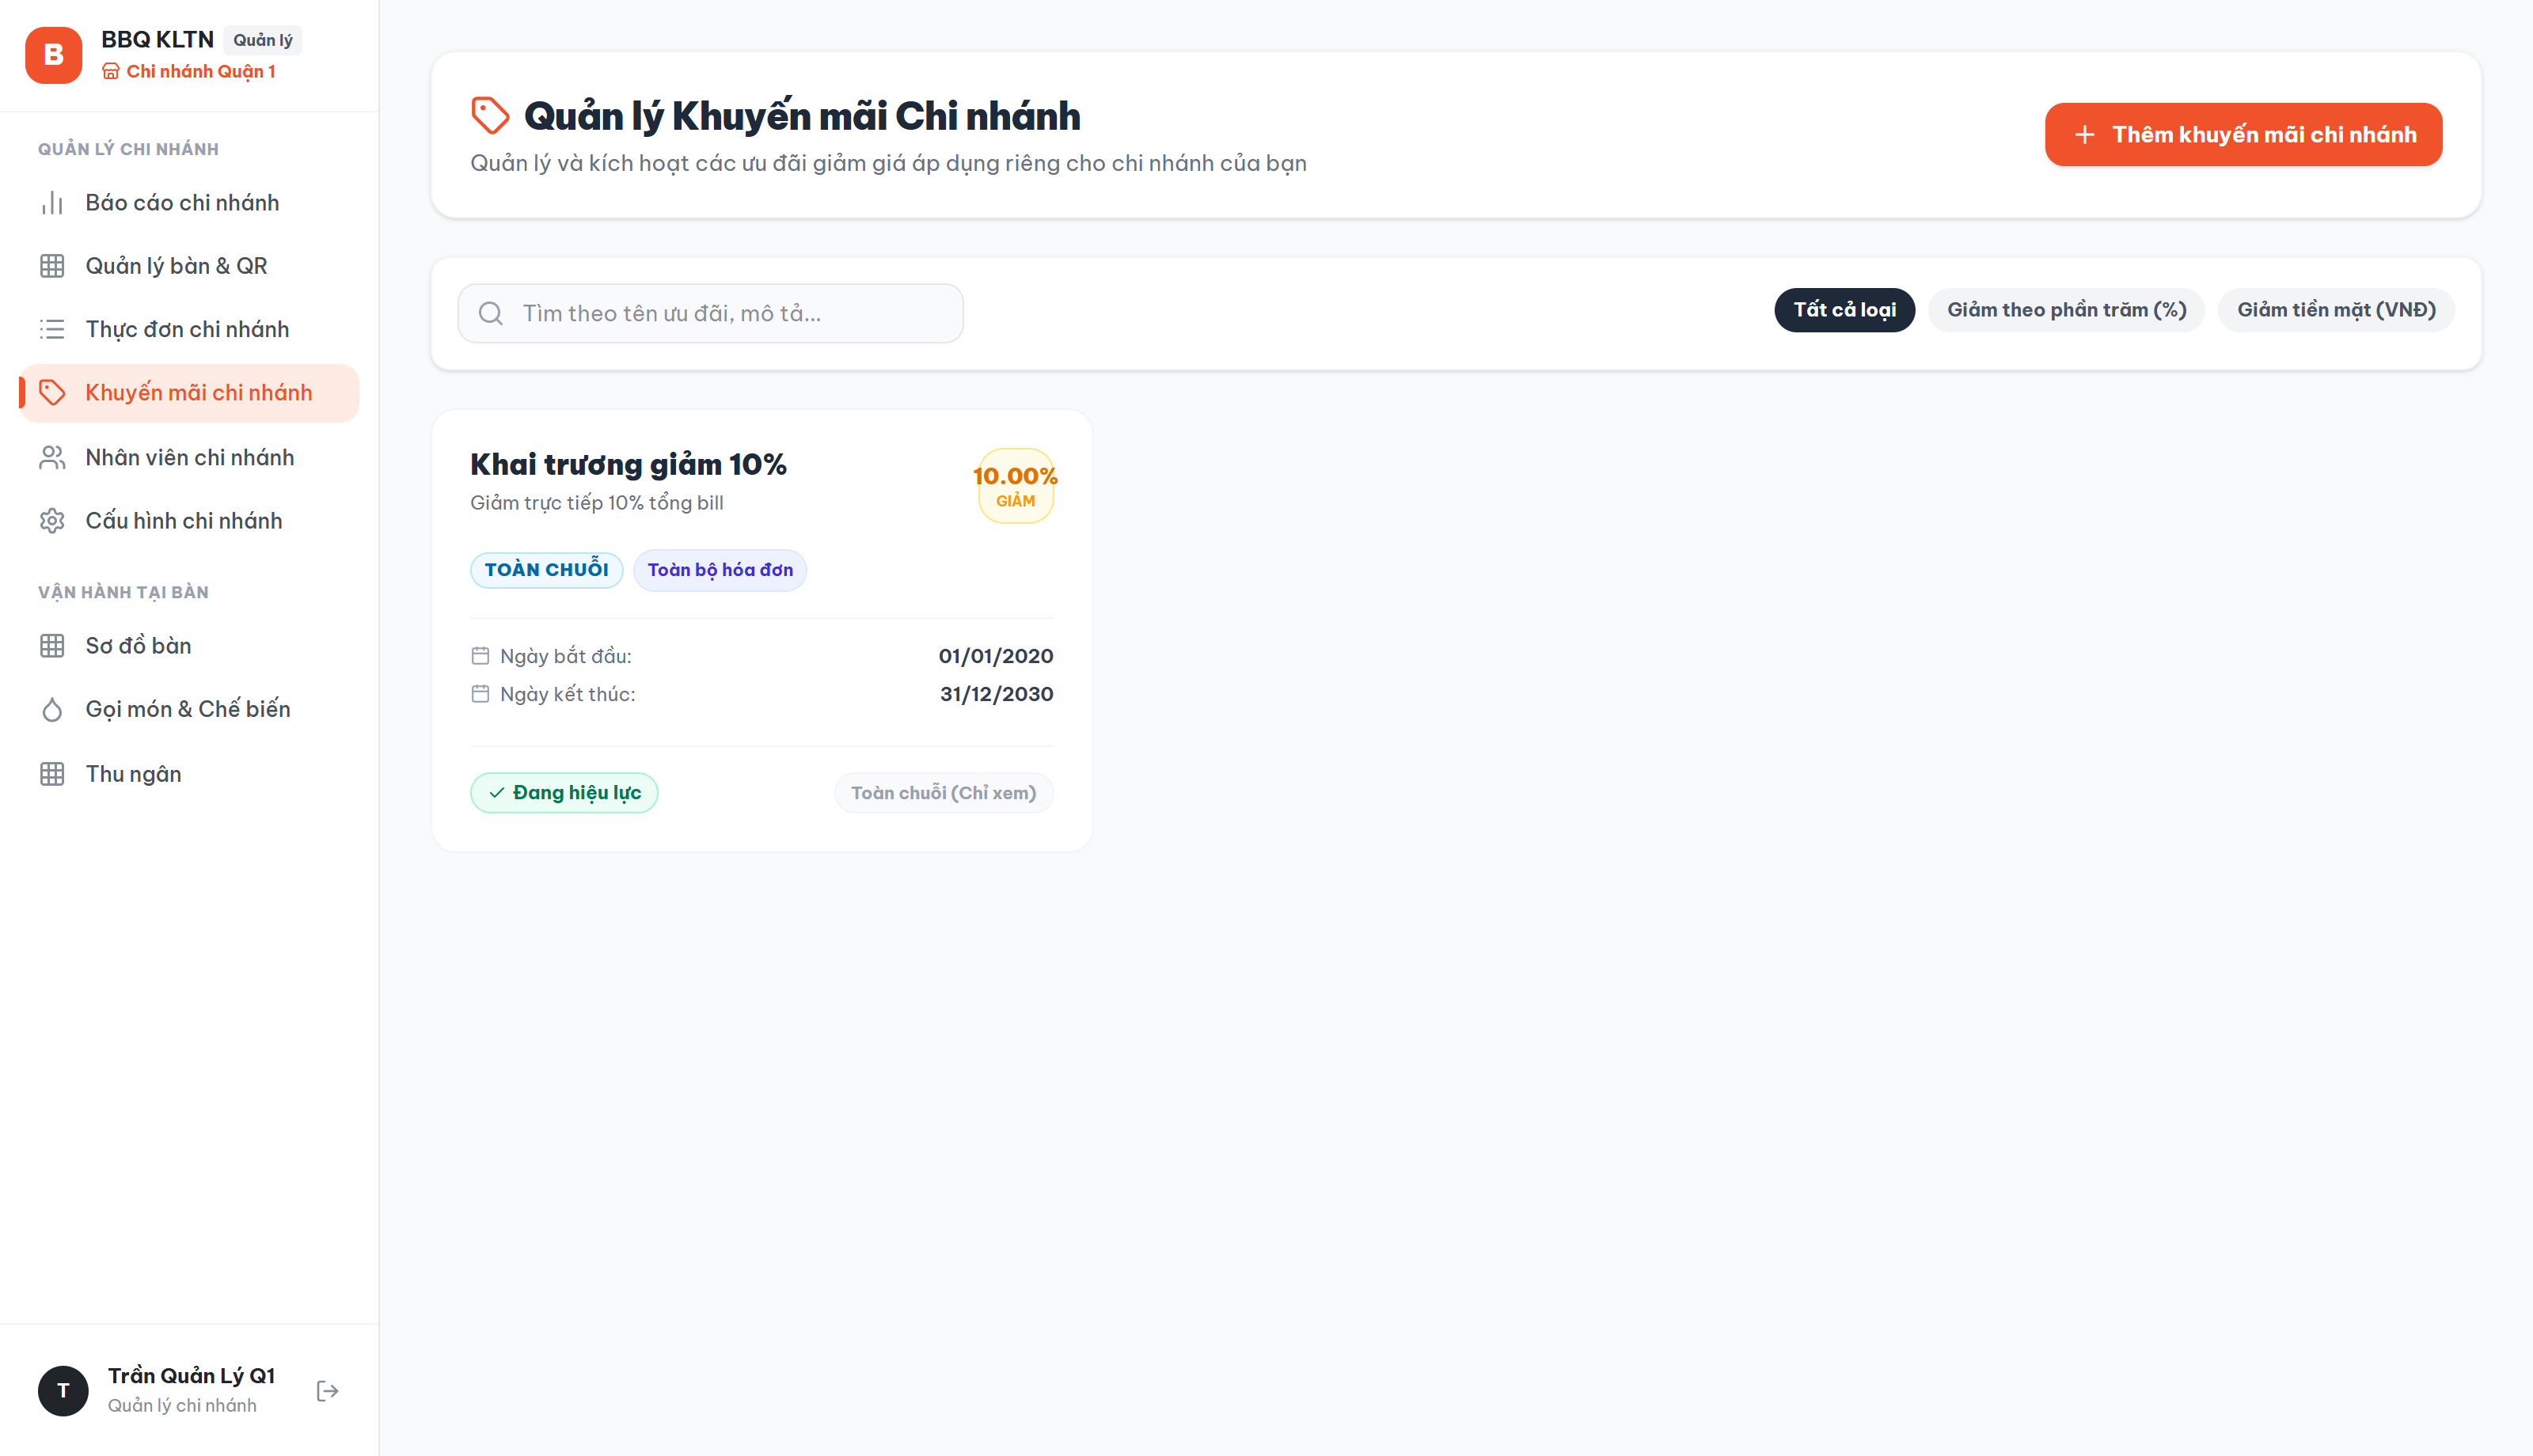 B
BBQ KLTN Quản lý
Chi nhánh Quận 1
QUẢN LÝ CHI NHÁNH
Báo cáo chi nhánh
Quản lý bàn & QR
Thực đơn chi nhánh
Khuyến mãi chi nhánh
Nhân viên chi nhánh
Cấu hình chi nhánh
VẬN HÀNH TẠI BÀN
Sơ đồ bàn
Gọi món & Chế biến
Thu ngân
T
Trần Quản Lý Q1
Quản lý chi nhánh
Quản lý Khuyến mãi Chi nhánh
Quản lý và kích hoạt các ưu đãi giảm giá áp dụng riêng cho chi nhánh của bạn
Thêm khuyến mãi chi nhánh
Tìm theo tên ưu đãi, mô tả...
Tất cả loại Giảm theo phần trăm (%) Giảm tiền mặt (VNĐ)
Khai trương giảm 10%
Giảm trực tiếp 10% tổng bill
10.00%
GIẢM
TOÀN CHUỖI Toàn bộ hóa đơn
Ngày bắt đầu: 01/01/2020
Ngày kết thúc: 31/12/2030
Đang hiệu lực Toàn chuỗi (Chỉ xem)